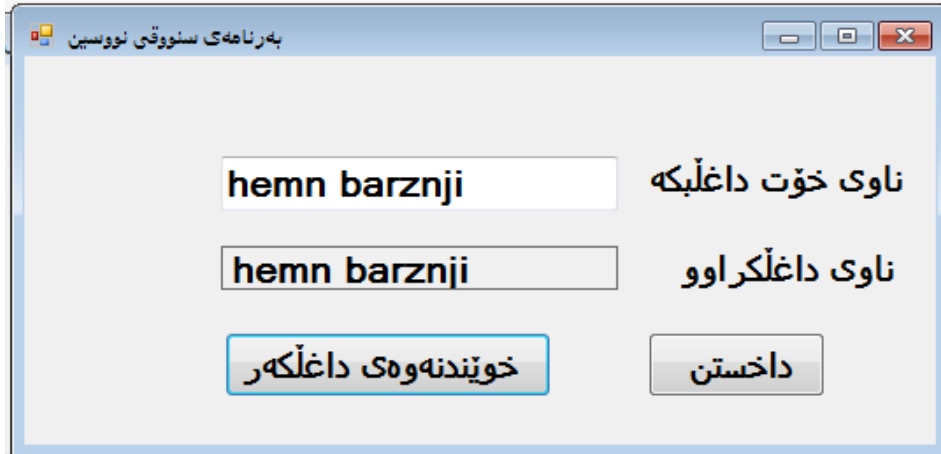 بەرنامەی سنووقی نووسین
ناوی خۆت داغڵبکە
hemn barznji
ناوی داغڵکراوو
hemn barznji
داخستن
خوێندنەوەی داغڵکەر